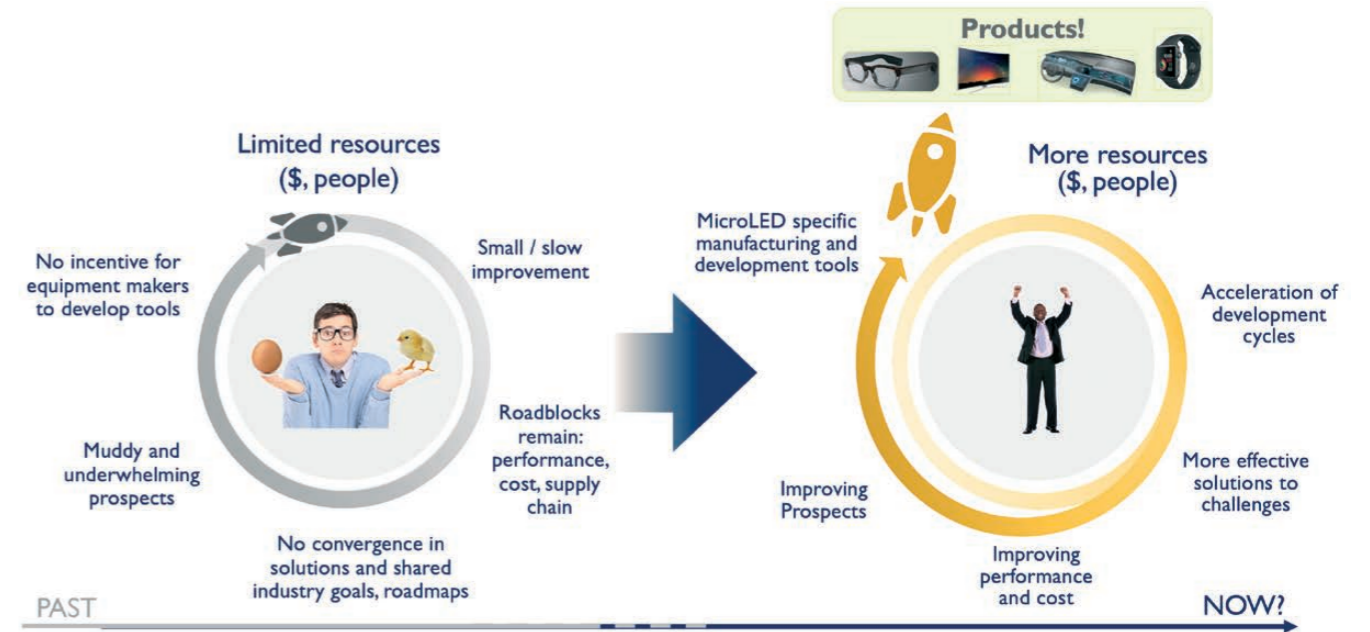 Products!
Limited resources
($, people)
Small / slow
improvement
Roadblocks
remain:
performance,
cost, supply
chain
No convergence in
solutions and shared
industry goals, roadmaps
Muddy and
underwhelming
prospects
No incentive for
equipment makers
to develop tools
More resources
($, people)
Acceleration of
development
cycles
More effective
solutions to
challenges
Improving
performance
and cost
Improving
Prospects
MicroLED specific
manufacturing and
development tools
PAST
NOW?